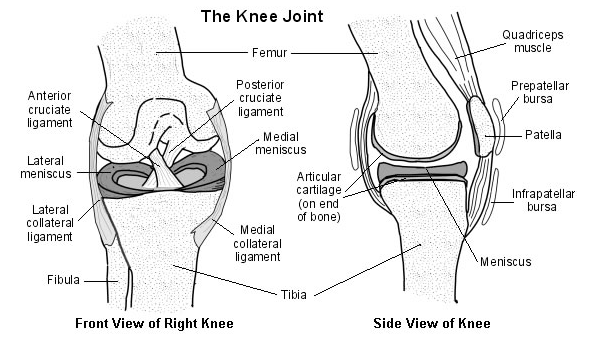 The Knee Joint
Femur
Quadriceps
muscle
Anterior
cruciate
ligament
Posterior
cruciate
ligament
Prepatellar
bursa
Patella
Medial
meniscus
Lateral
meniscus
Articular
cartilage
(on end
of bone)
Infrapatellar
bursa
Lateral
collateral
ligament
Medial
collateral
ligament
Meniscus
Fibula
Tibia
Front View of Right Knee
Side View of Knee